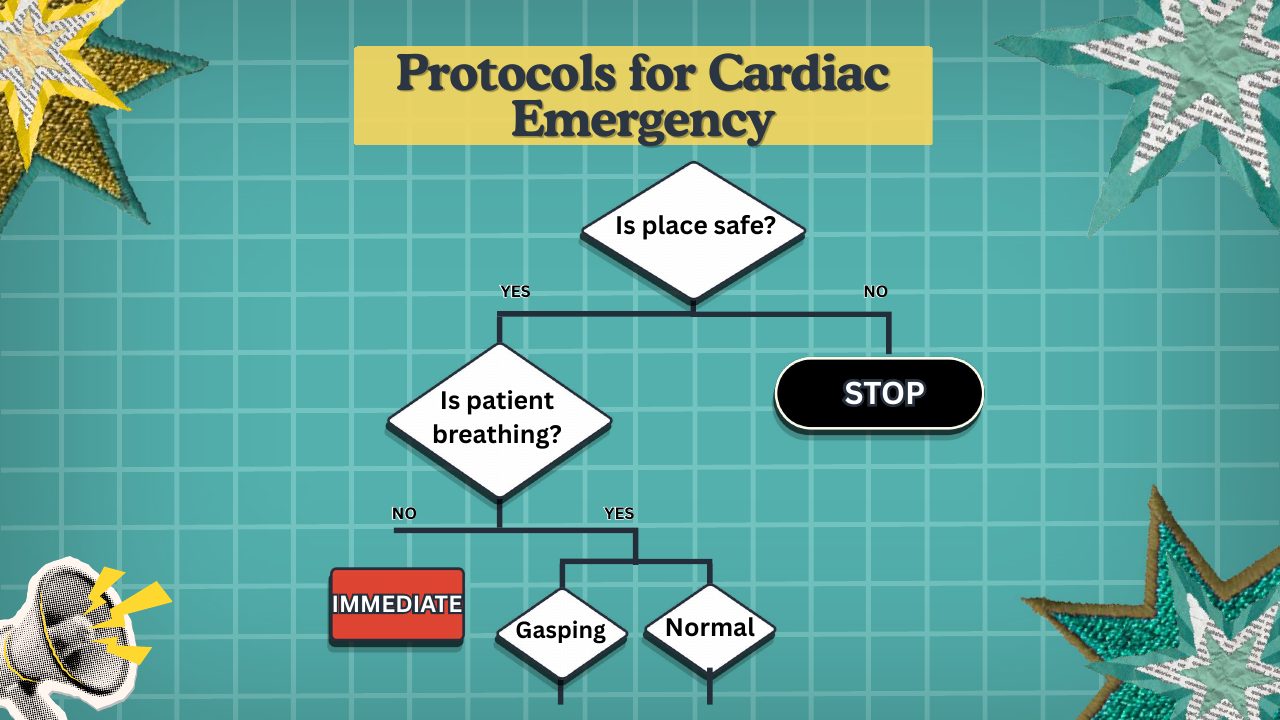 Protocols for Cardiac
Emergency
Is place safe?
YES
NO
Is patient
breathing?
STOP
NO
YES
IMMEDIATE
Gasping
Normal